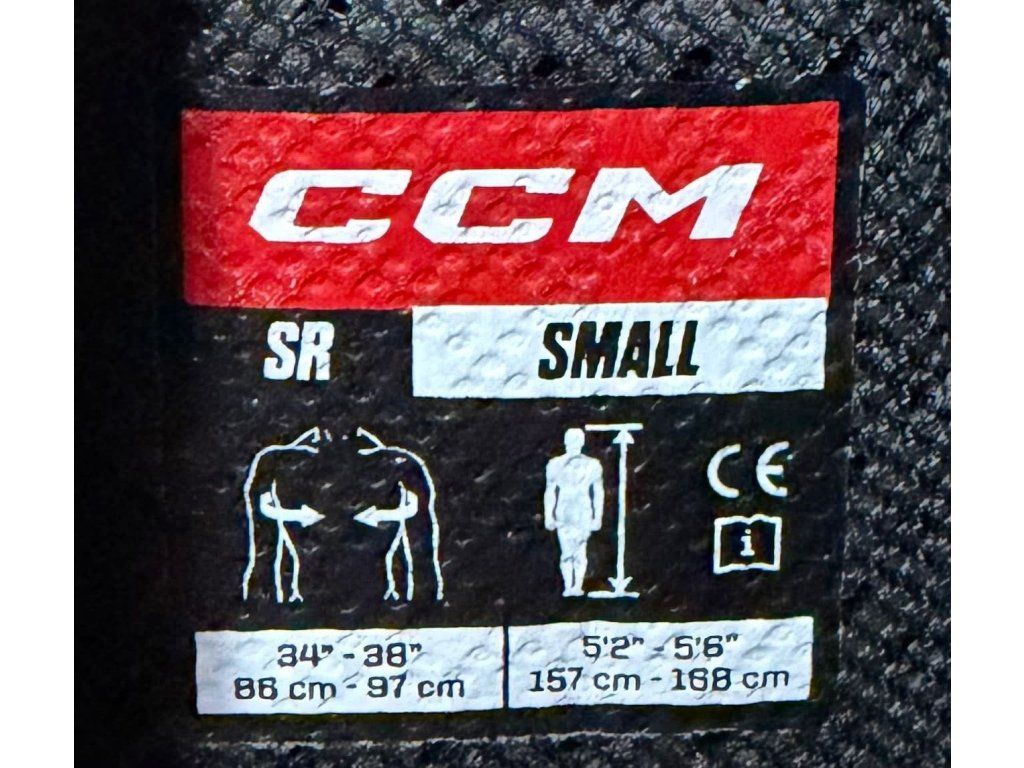 CCM
SR SMALL
CE
i
34" - 38"
86 cm - 97 cm
5'2" - 5'6"
157 cm - 168 cm